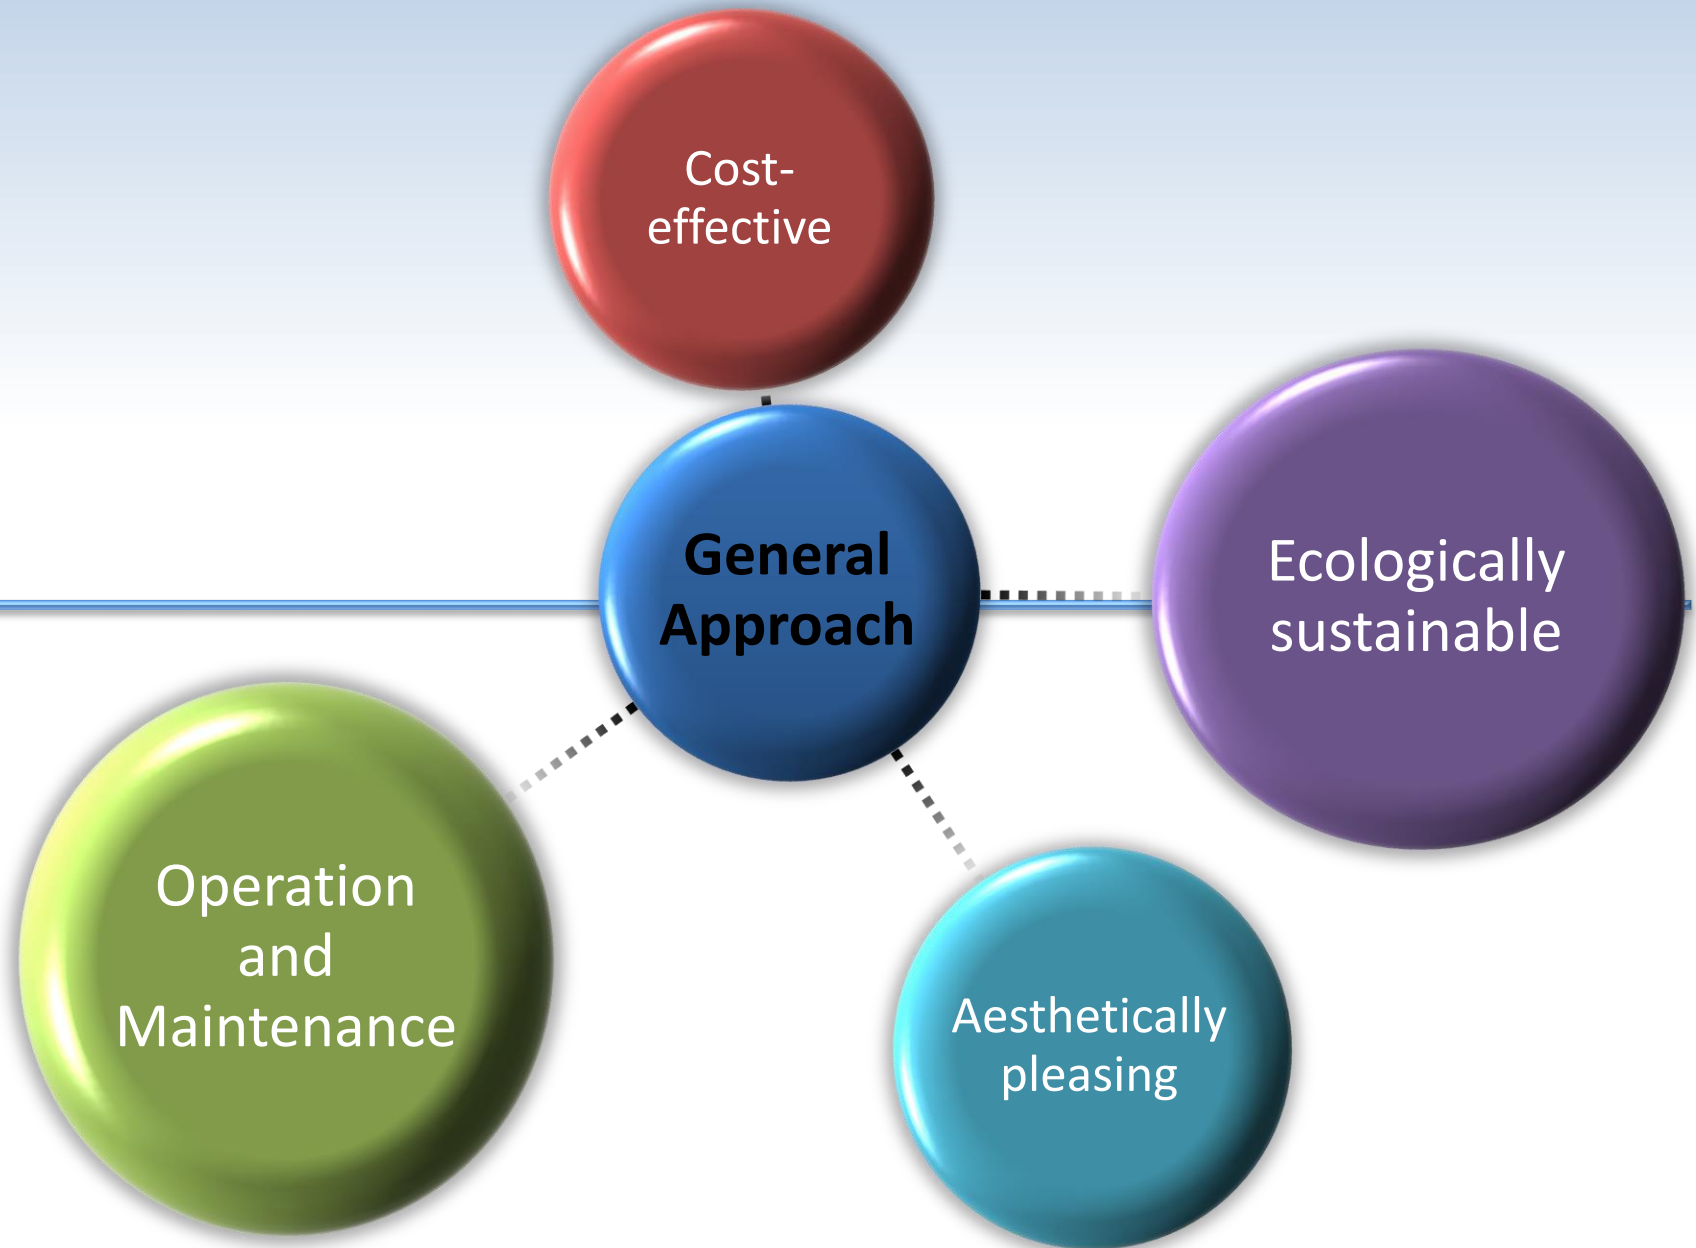 Cost-
effective
General
Approach
Ecologically
sustainable
Operation
and
Maintenance
Aesthetically
pleasing